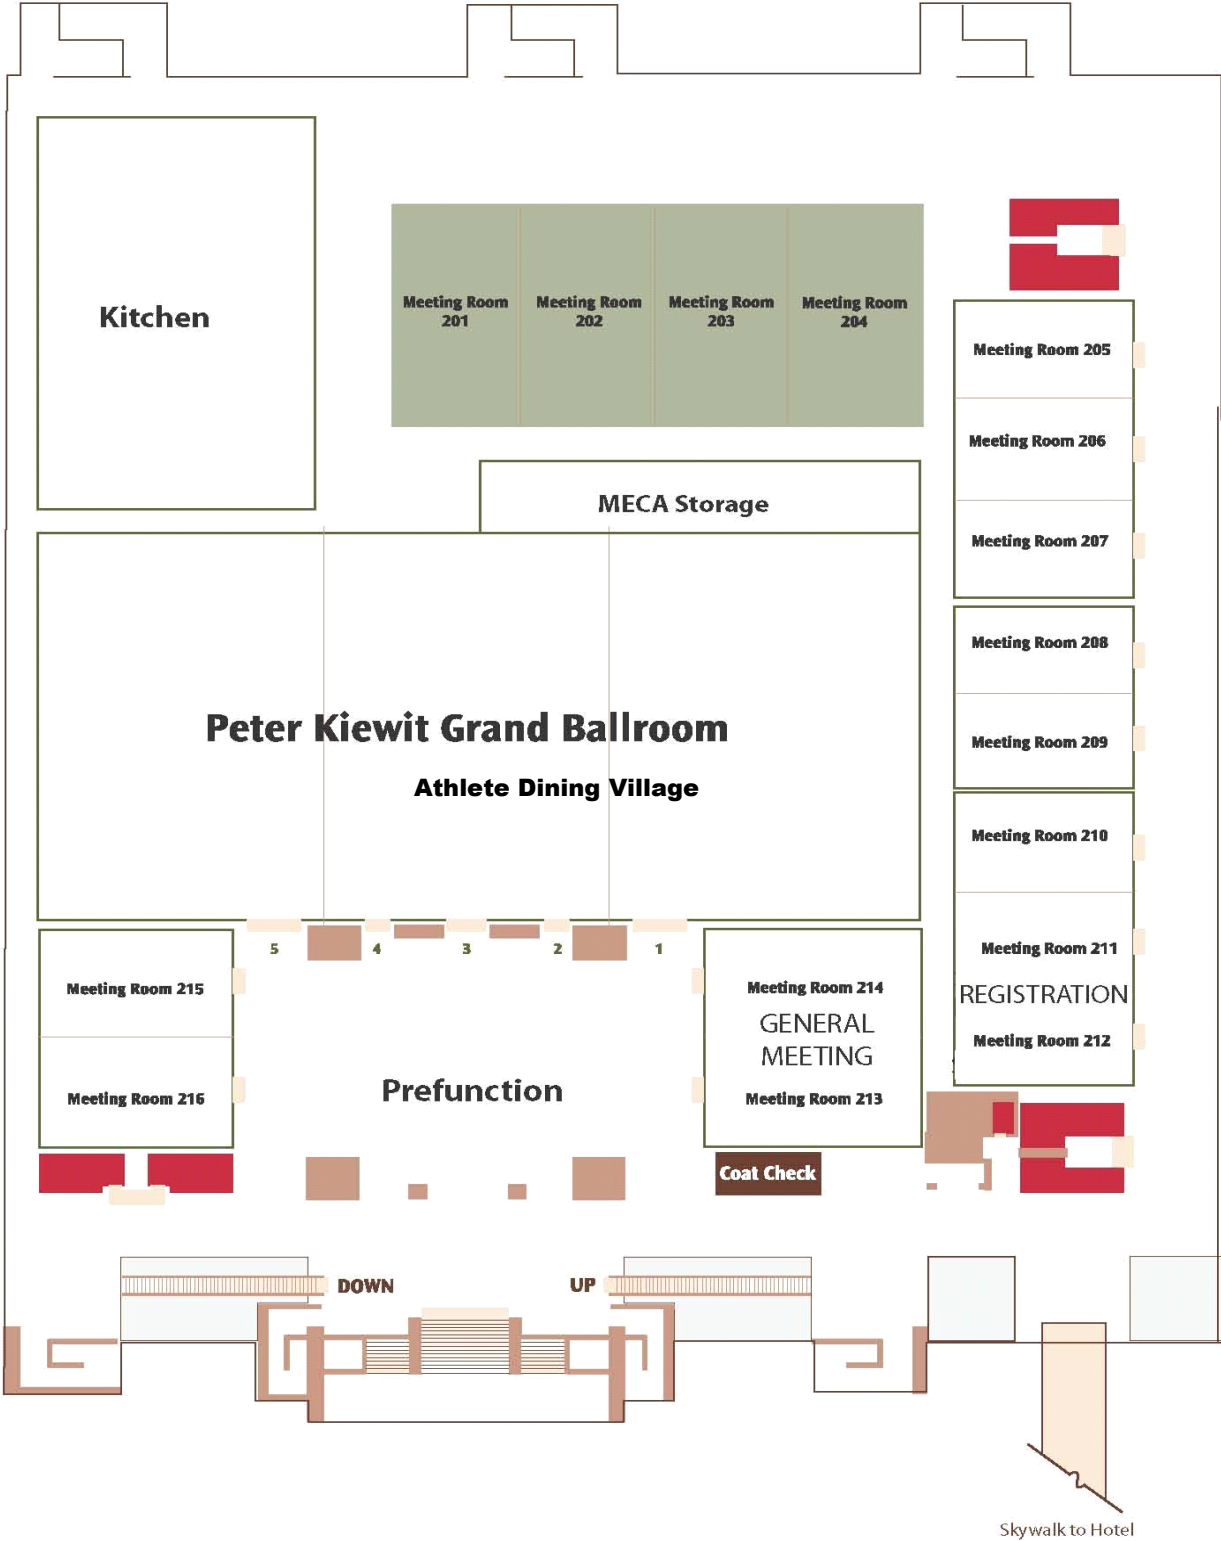 Kitchen
Meeting Room
201
Meeting Room
202
Meeting Room
203
Meeting Room
204
Meeting Room 205
Meeting Room 206
Meeting Room 207
MECA Storage
Meeting Room 208
Meeting Room 209
Peter Kiewit Grand Ballroom
Athlete Dining Village
Meeting Room 210
Meeting Room 211
REGISTRATION
Meeting Room 212
5
4
3
2
1
Meeting Room 215
Meeting Room 216
Prefunction
Meeting Room 214
GENERAL
MEETING
Meeting Room 213
Coat Check
DOWN
UP
Skywalk to Hotel